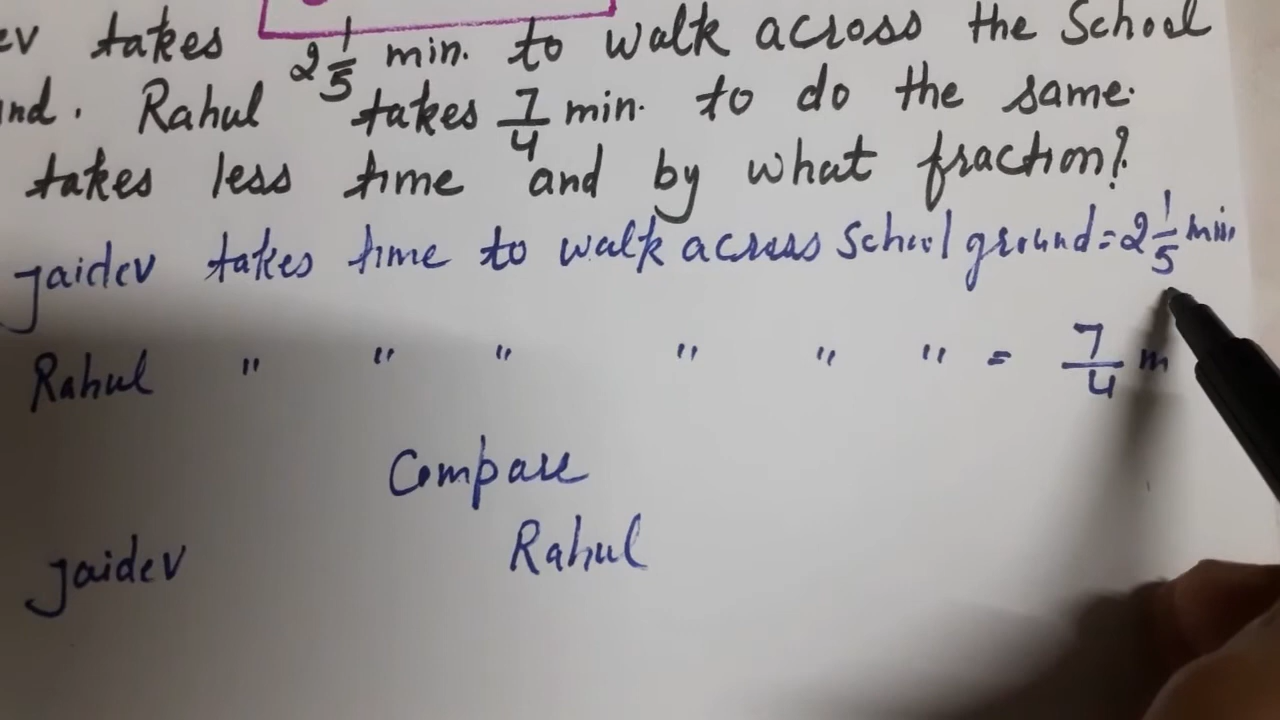 ev takes 2 1/5 min. to walk across the School
und. Rahul takes 7/4 min. to do the same.
takes less time and by what fraction?
jaidev takes time to walk across School ground = 2 1/5 min.
Rahul " " " " " " = 7/4 m
Compare
jaidev Rahul